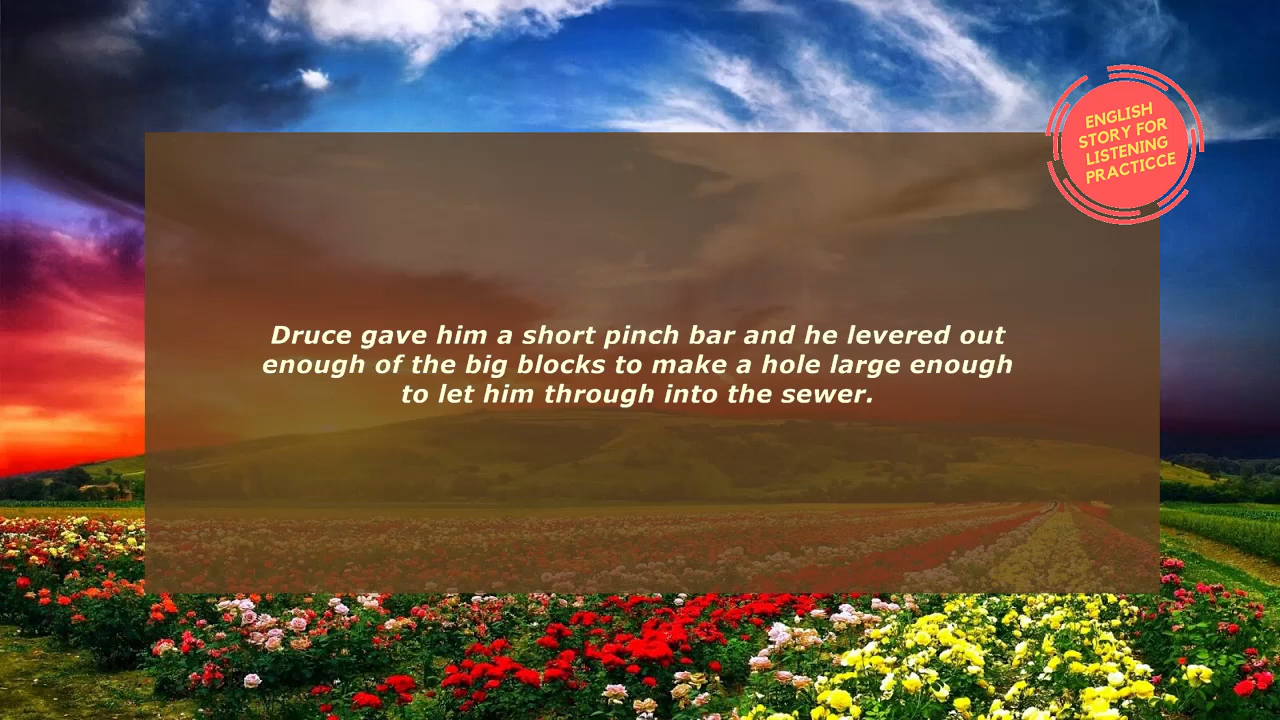 ENGLISH
STORY FOR
LISTENING
PRACTICCE
Druce gave him a short pinch bar and he levered out
enough of the big blocks to make a hole large enough
to let him through into the sewer.